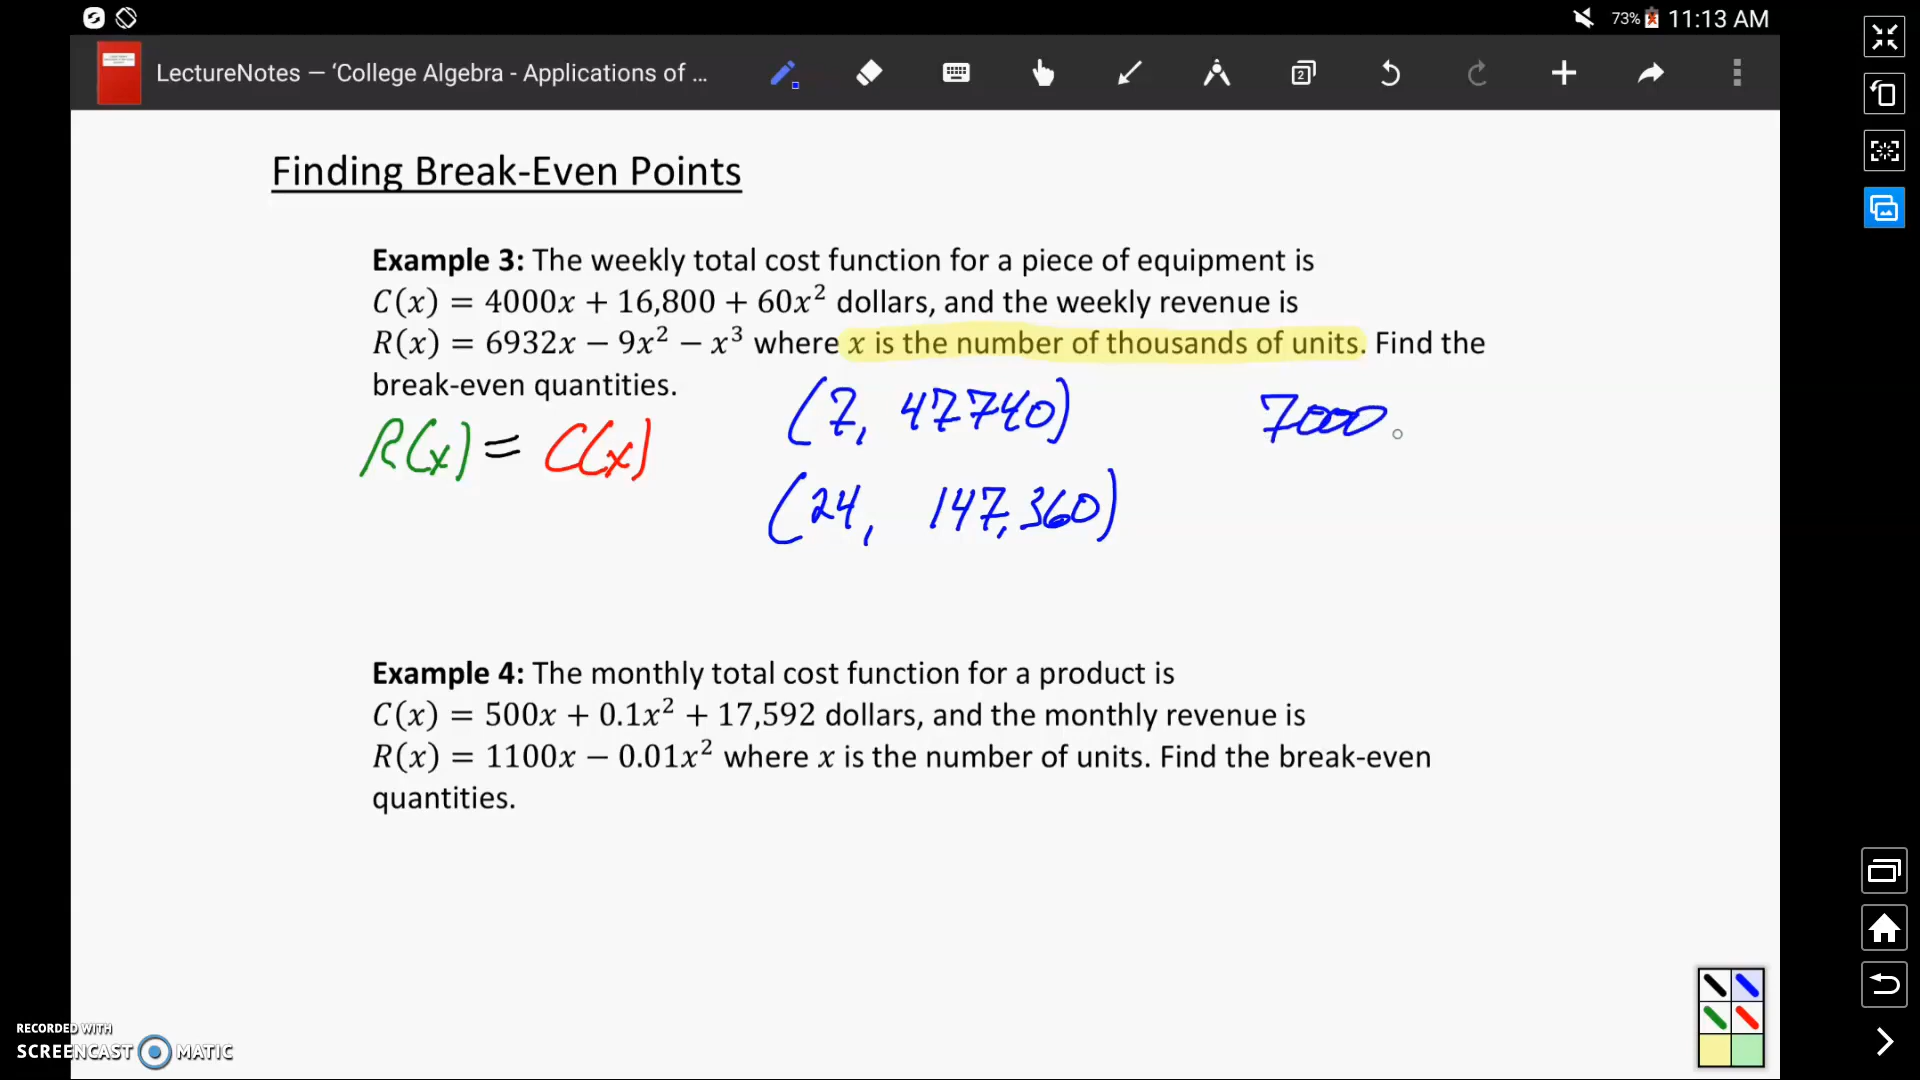 73% 11:13 AM
LectureNotes — ‘College Algebra - Applications of ...
2
Finding Break-Even Points
Example 3: The weekly total cost function for a piece of equipment is
C(x) = 4000x + 16,800 + 60x² dollars, and the weekly revenue is
R(x) = 6932x − 9x² − x³ where x is the number of thousands of units. Find the
break-even quantities.
(7, 47740) 7000
R(x) = C(x)
(24, 147,360)
Example 4: The monthly total cost function for a product is
C(x) = 500x + 0.1x² + 17,592 dollars, and the monthly revenue is
R(x) = 1100x − 0.01x² where x is the number of units. Find the break-even
quantities.
RECORDED WITH
SCREENCAST MATIC